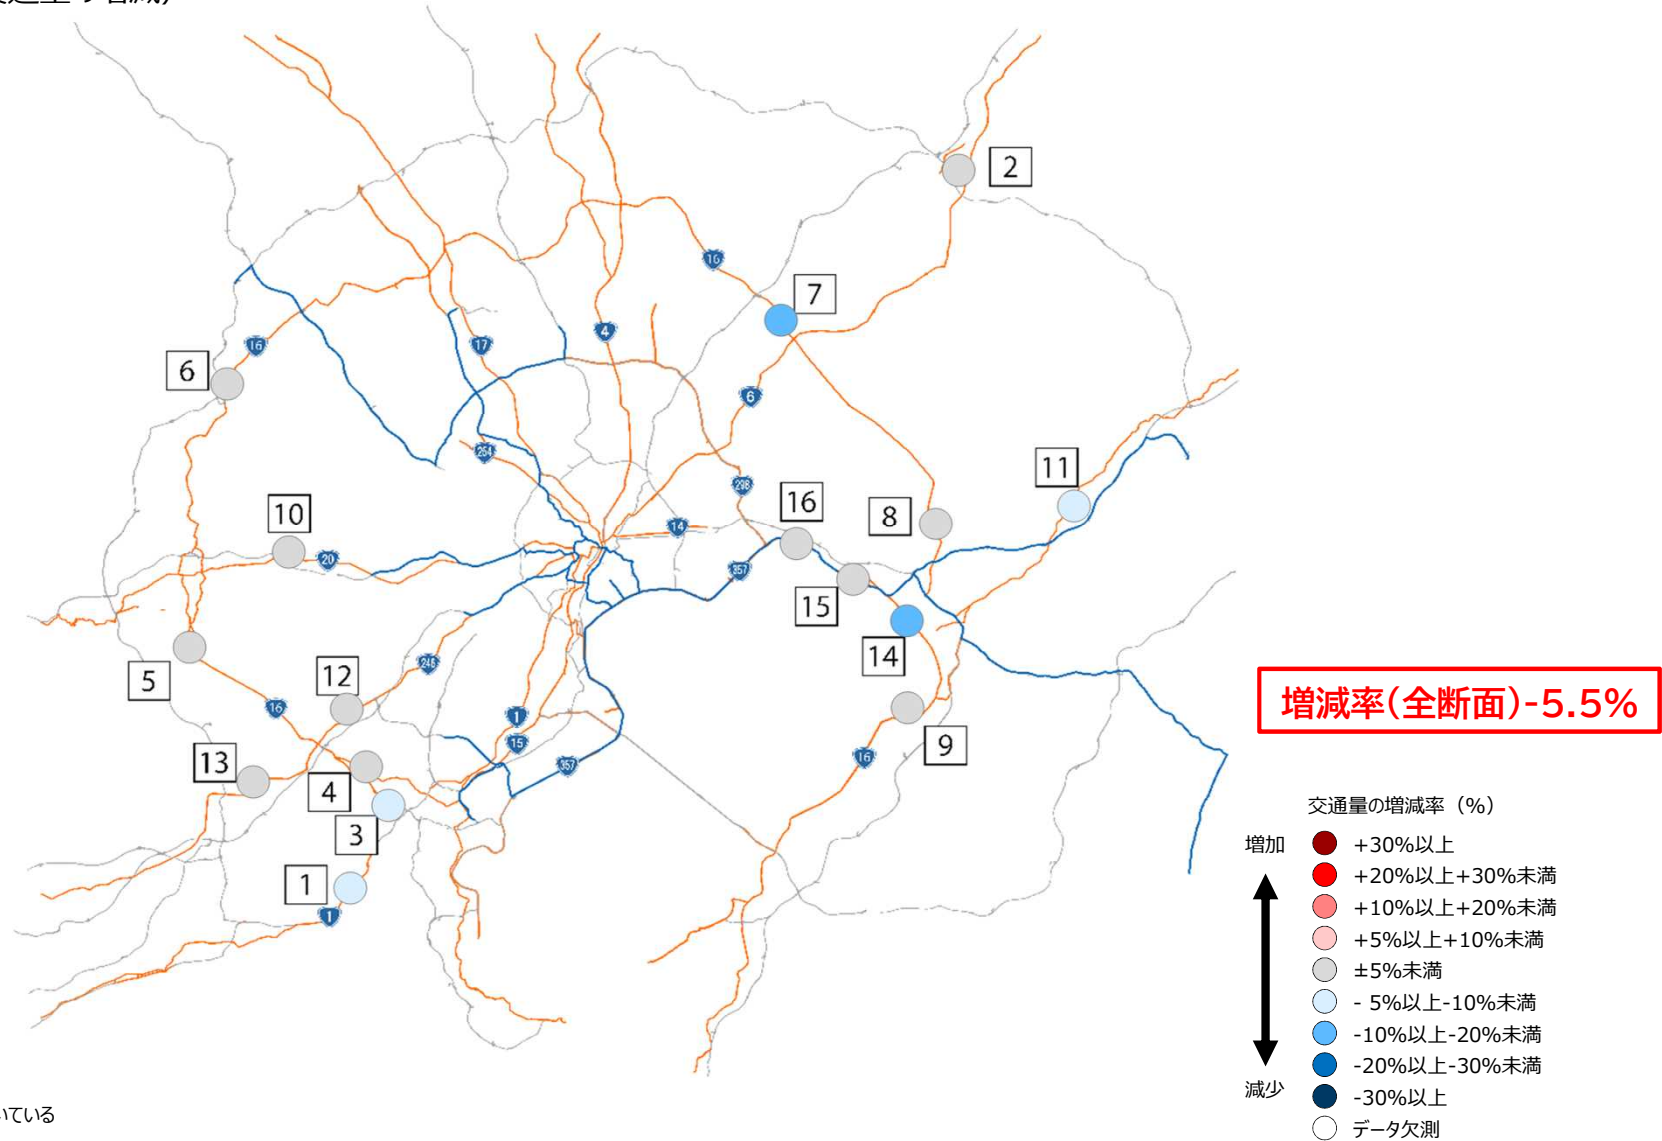 2
16
7
4
17
16
6
6
254
11
298
16
8
10
14
20
357
15
14
5
12
246
16
1
9
13
15
16
4
357
3
1
1
増減率(全断面)-5.5%
交通量の増減率（%）
増加
+30%以上
+20%以上+30%未満
+10%以上+20%未満
+5%以上+10%未満
±5%未満
- 5%以上-10%未満
-10%以上-20%未満
-20%以上-30%未満
減少
-30%以上
データ欠測
いている